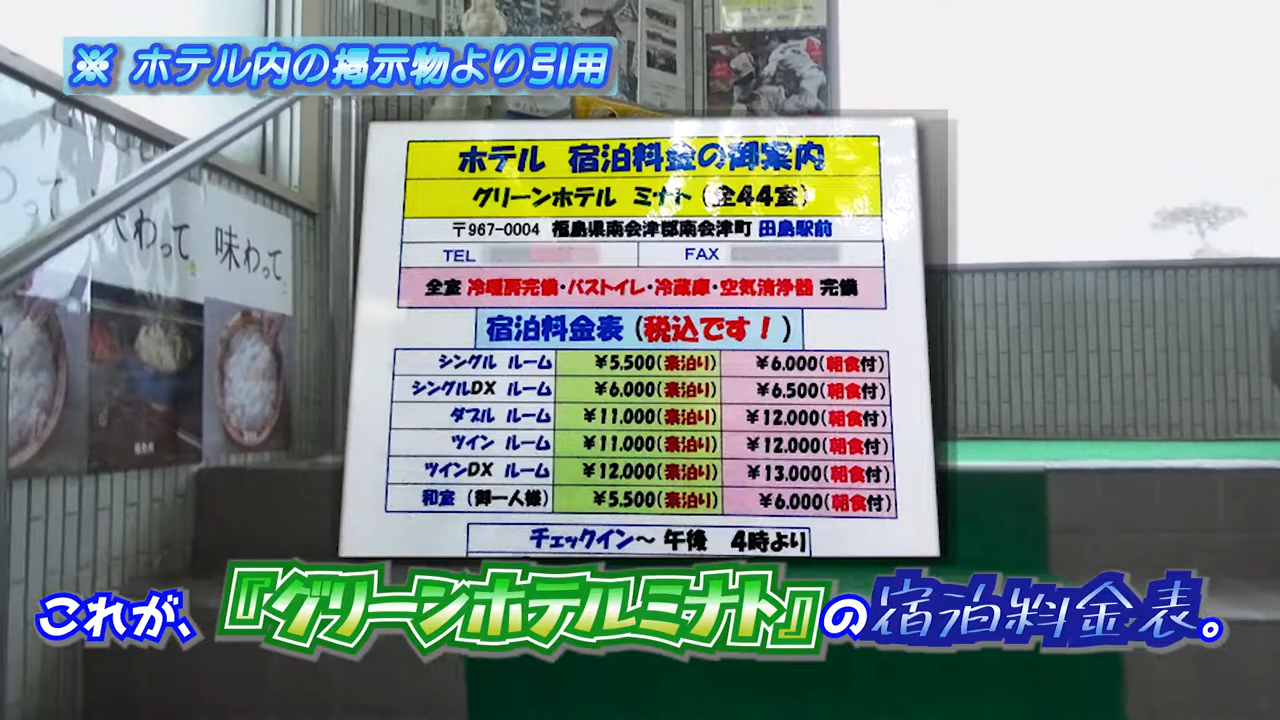 ※ ホテル内の掲示物より引用
ホテル 宿泊料金の御案内
グリーンホテル ミナト (全44室)
〒967-0004 福島県南会津郡南会津町 田島駅前
TEL FAX
全室 冷暖房完備・バストイレ・冷蔵庫・空気清浄器 完備
宿泊料金表 (税込です!)
シングル ルーム ¥5,500(素泊り) ¥6,000(朝食付)
シングルDX ルーム ¥6,000(素泊り) ¥6,500(朝食付)
ダブル ルーム ¥11,000(素泊り) ¥12,000(朝食付)
ツイン ルーム ¥11,000(素泊り) ¥12,000(朝食付)
ツインDX ルーム ¥12,000(素泊り) ¥13,000(朝食付)
和室 (御一人様) ¥5,500(素泊り) ¥6,000(朝食付)
チェックイン~ 午後 4時より
味わって
これが、『グリーンホテルミナト』の宿泊料金表。